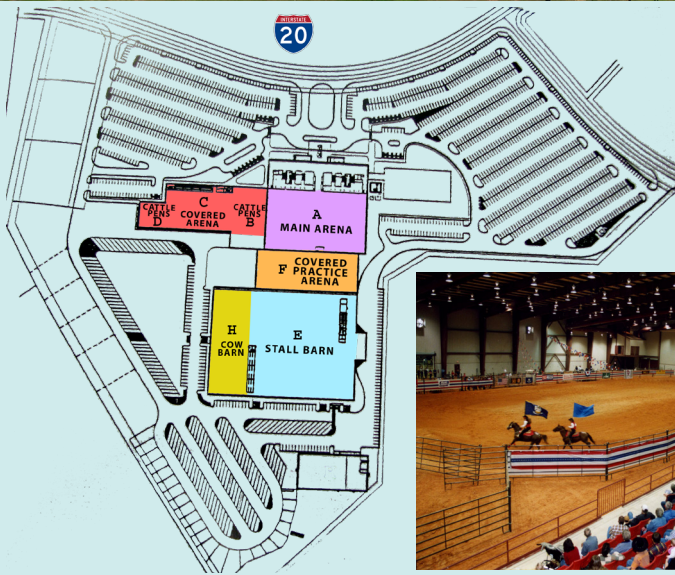 INTERSTATE
20
C
COVERED
ARENA
CATTLE
PENS
D
CATTLE
PENS
B
A
MAIN ARENA
F COVERED
PRACTICE
ARENA
H
COW
BARN
E
STALL BARN